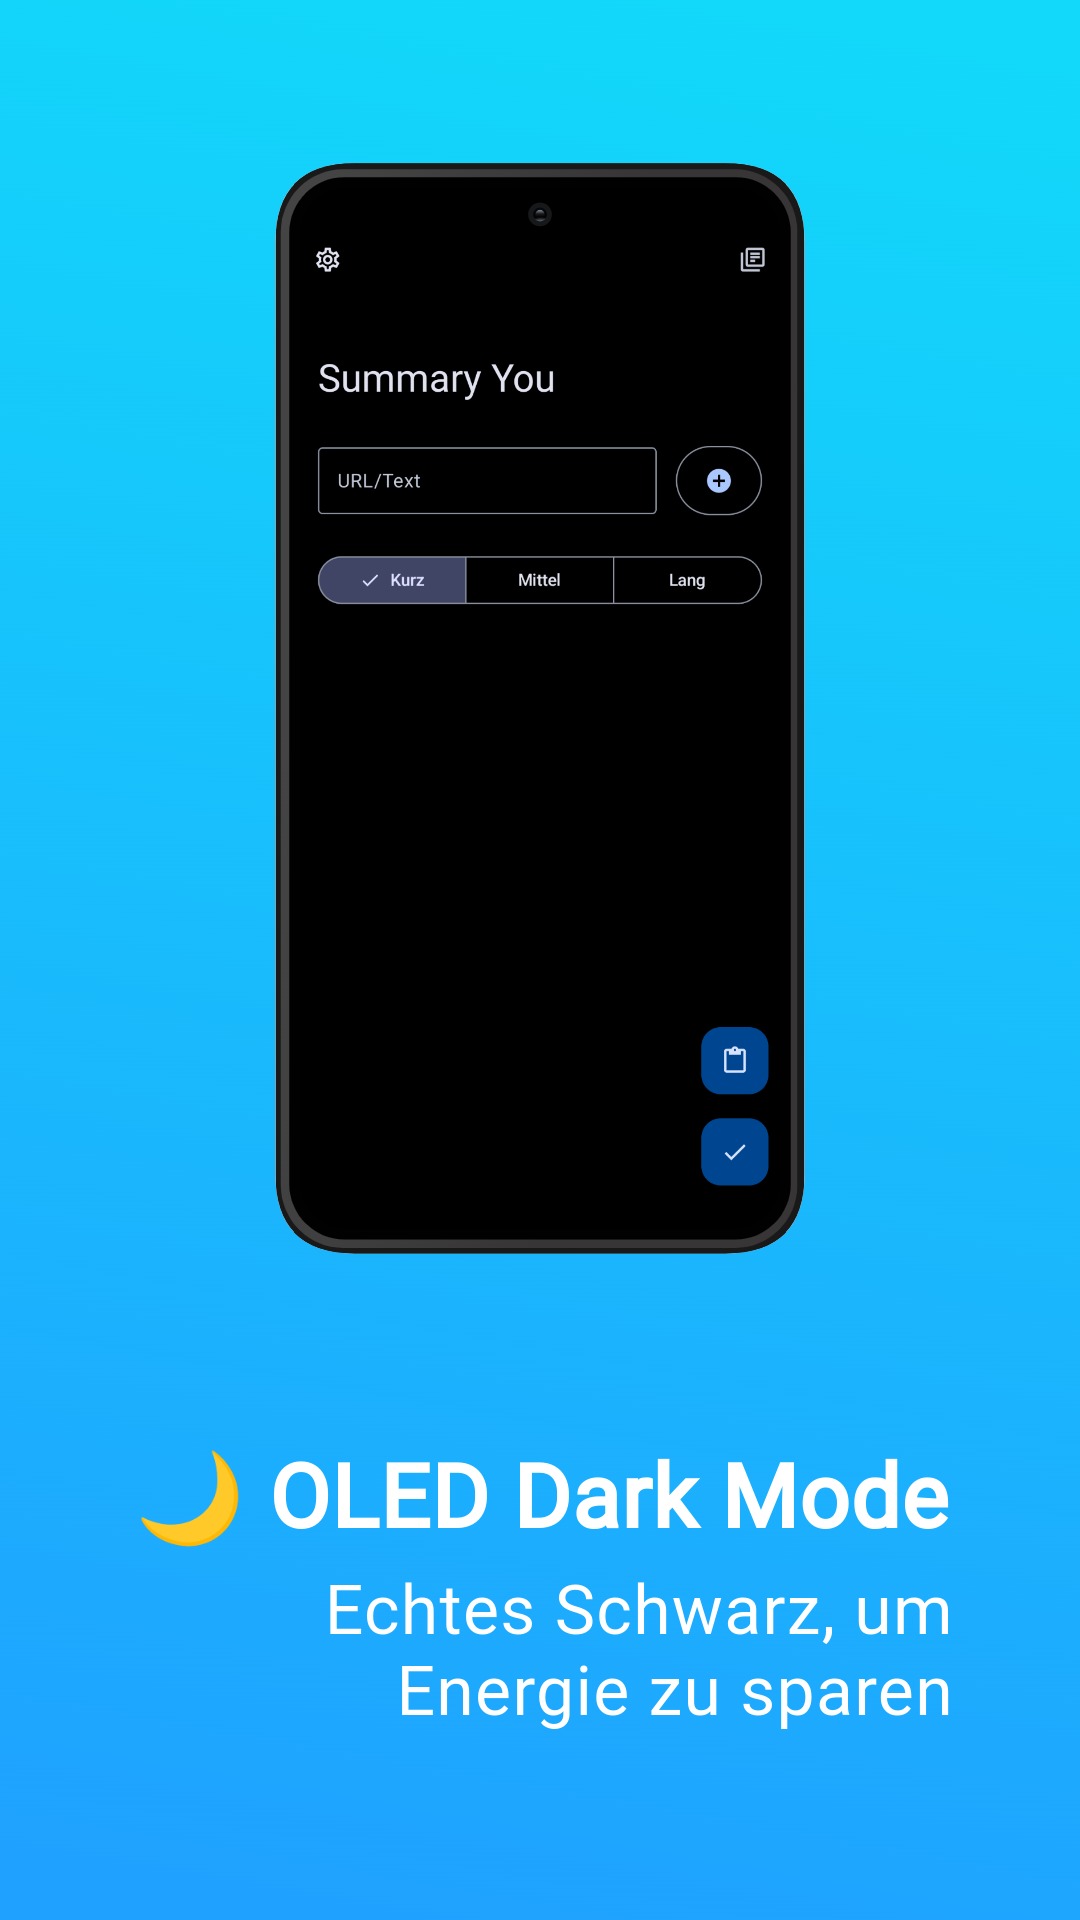 Summary You
URL/Text
Kurz Mittel Lang
🌙 OLED Dark Mode
Echtes Schwarz, um
Energie zu sparen